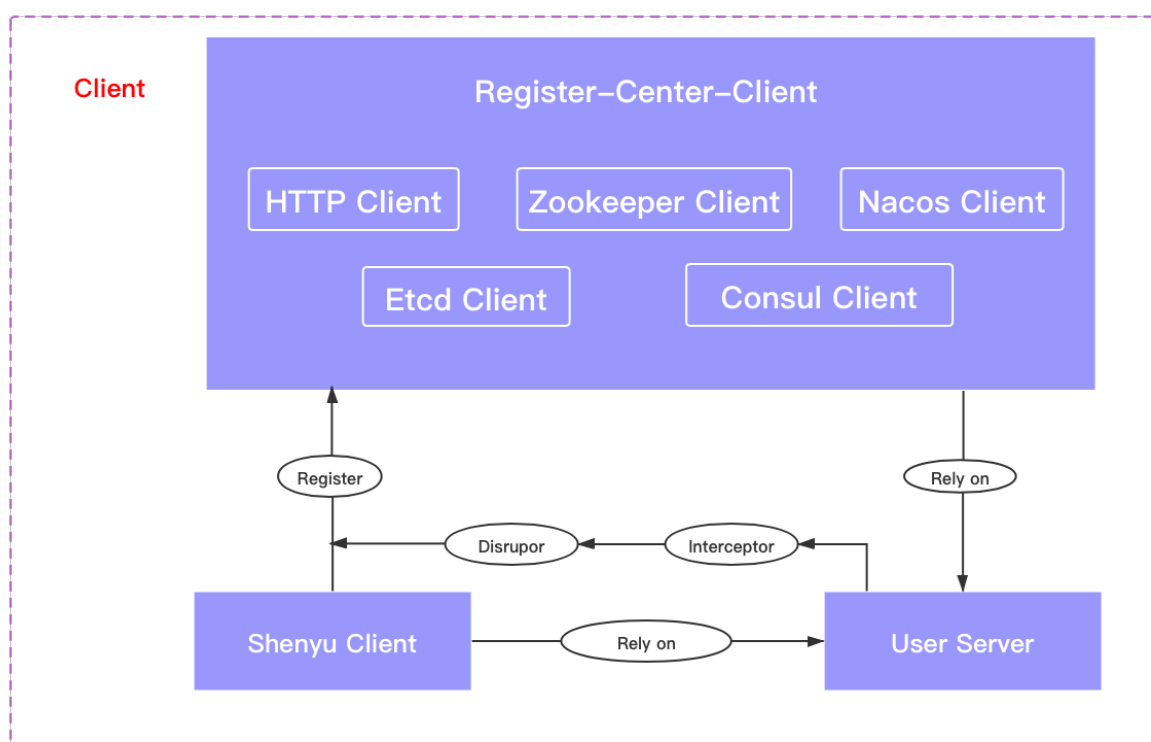 Client
Register-Center-Client
HTTP Client
Zookeeper Client
Nacos Client
Etcd Client
Consul Client
Register
Rely on
Disrupor
Interceptor
Shenyu Client
Rely on
User Server